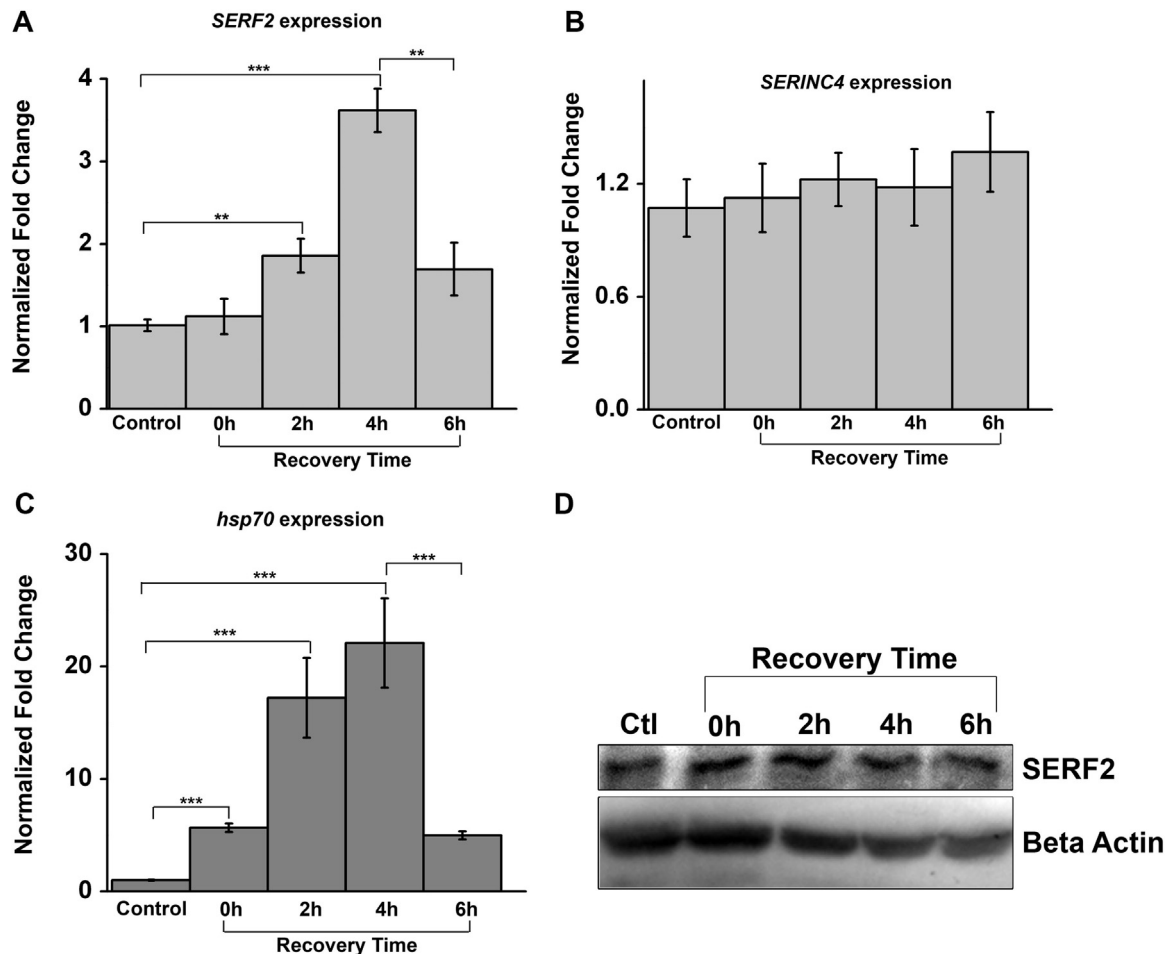 A
SERF2 expression
Normalized Fold Change
4
3
2
1
0
***
**
**
Control 0h 2h 4h 6h
Recovery Time
B
SERINC4 expression
Normalized Fold Change
1.2
0.6
0.0
Control 0h 2h 4h 6h
Recovery Time
C
hsp70 expression
Normalized Fold Change
30
20
10
0
***
***
***
***
Control 0h 2h 4h 6h
Recovery Time
D
Recovery Time
Ctl 0h 2h 4h 6h
SERF2
Beta Actin